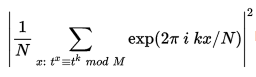 | 1/N ∑_{x: t^x ≡ t^k mod M} exp(2π i kx/N) |^2